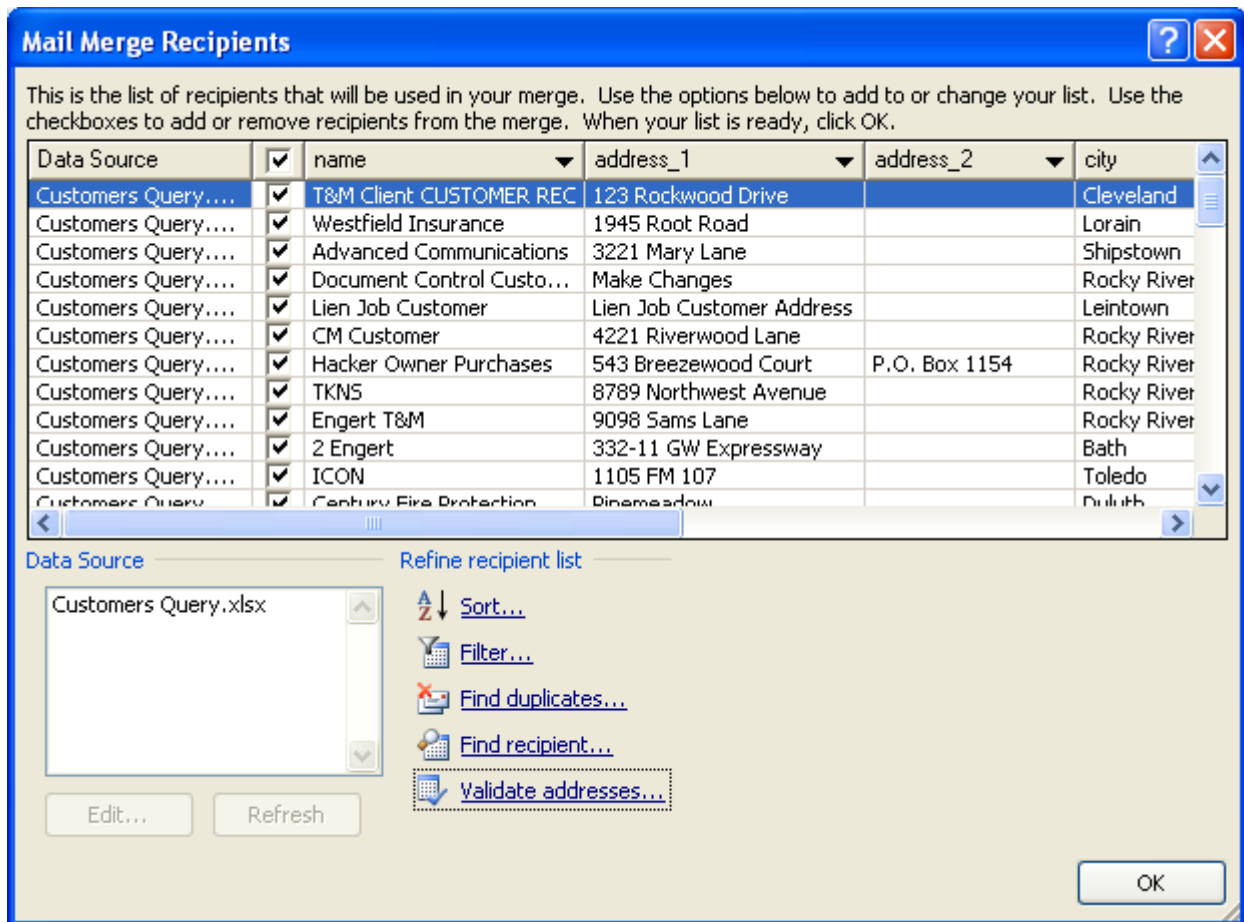 Mail Merge Recipients
This is the list of recipients that will be used in your merge. Use the options below to add to or change your list. Use the
checkboxes to add or remove recipients from the merge. When your list is ready, click OK.
Data Source name address_1 address_2 city
Customers Query.... T&M Client CUSTOMER REC 123 Rockwood Drive Cleveland
Customers Query.... Westfield Insurance 1945 Root Road Lorain
Customers Query.... Advanced Communications 3221 Mary Lane Shipstown
Customers Query.... Document Control Custo... Make Changes Rocky River
Customers Query.... Lien Job Customer Lien Job Customer Address Leintown
Customers Query.... CM Customer 4221 Riverwood Lane Rocky River
Customers Query.... Hacker Owner Purchases 543 Breezewood Court P.O. Box 1154 Rocky River
Customers Query.... TKNS 8789 Northwest Avenue Rocky River
Customers Query.... Engert T&M 9098 Sams Lane Rocky River
Customers Query.... 2 Engert 332-11 GW Expressway Bath
Customers Query.... ICON 1105 FM 107 Toledo
Customers Query.... Century Fire Protection Pinemeadow Duluth
Data Source Refine recipient list
Customers Query.xlsx
Sort...
Filter...
Find duplicates...
Find recipient...
Validate addresses...
Edit... Refresh
OK